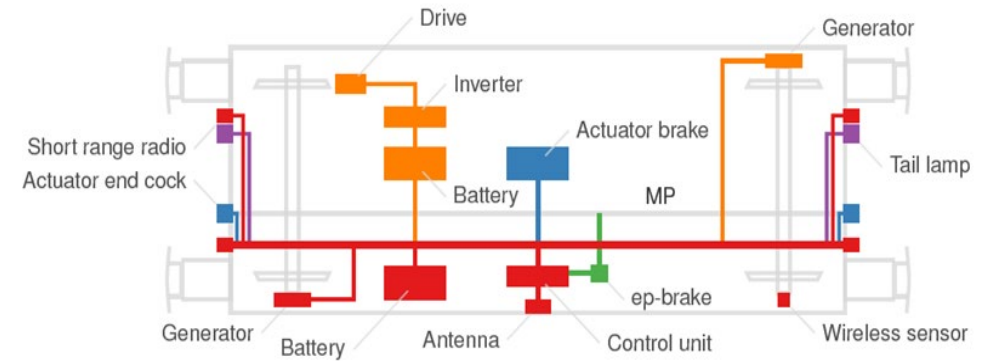 Drive
Generator
Inverter
Actuator brake
Short range radio
Tail lamp
Actuator end cock
Battery
MP
ep-brake
Generator
Battery
Antenna
Control unit
Wireless sensor